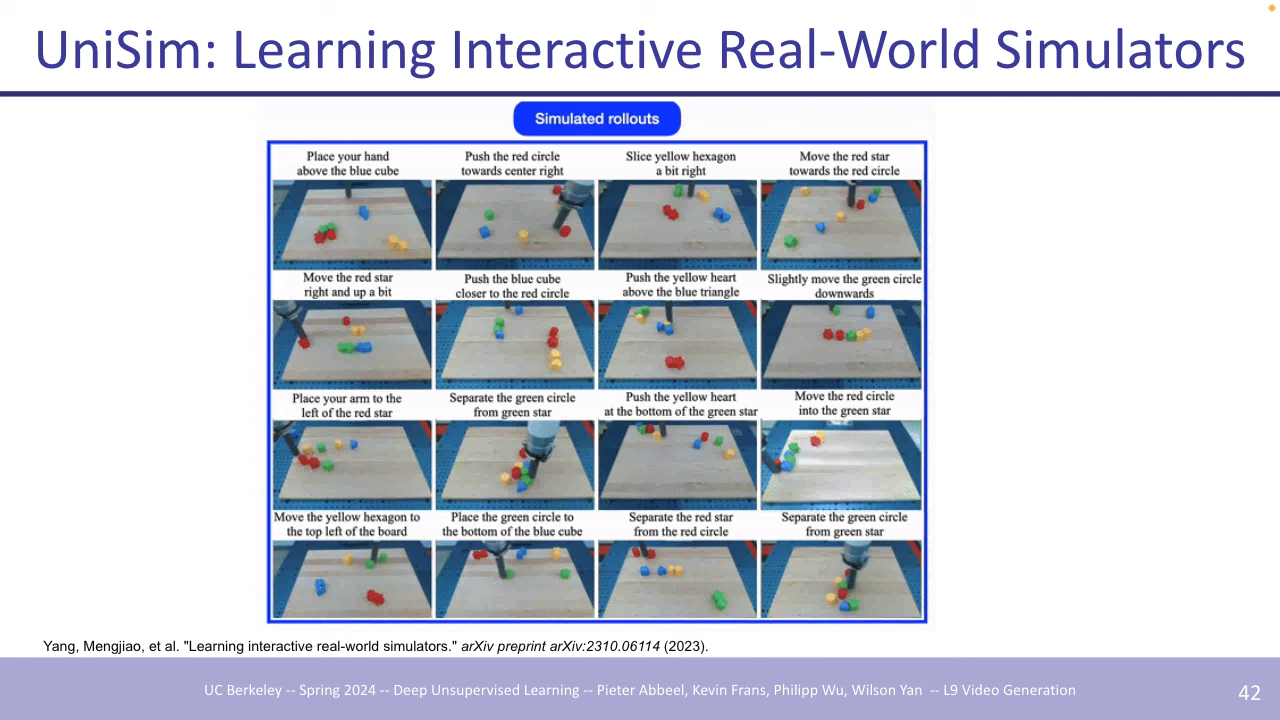 UniSim: Learning Interactive Real-World Simulators
Simulated rollouts
Place your hand
above the blue cube
Push the red circle
towards center right
Slice yellow hexagon
a bit right
Move the red star
towards the red circle
Move the red star
right and up a bit
Push the blue cube
closer to the red circle
Push the yellow heart
above the blue triangle
Slightly move the green circle
downwards
Place your arm to the
left of the red star
Separate the green circle
from green star
Push the yellow heart
at the bottom of the green star
Move the red circle
into the green star
Move the yellow hexagon to
the top left of the board
Place the green circle to
the bottom of the blue cube
Separate the red star
from the red circle
Separate the green circle
from green star
Yang, Mengjiao, et al. "Learning interactive real-world simulators." arXiv preprint arXiv:2310.06114 (2023).
UC Berkeley -- Spring 2024 -- Deep Unsupervised Learning -- Pieter Abbeel, Kevin Frans, Philipp Wu, Wilson Yan -- L9 Video Generation
42